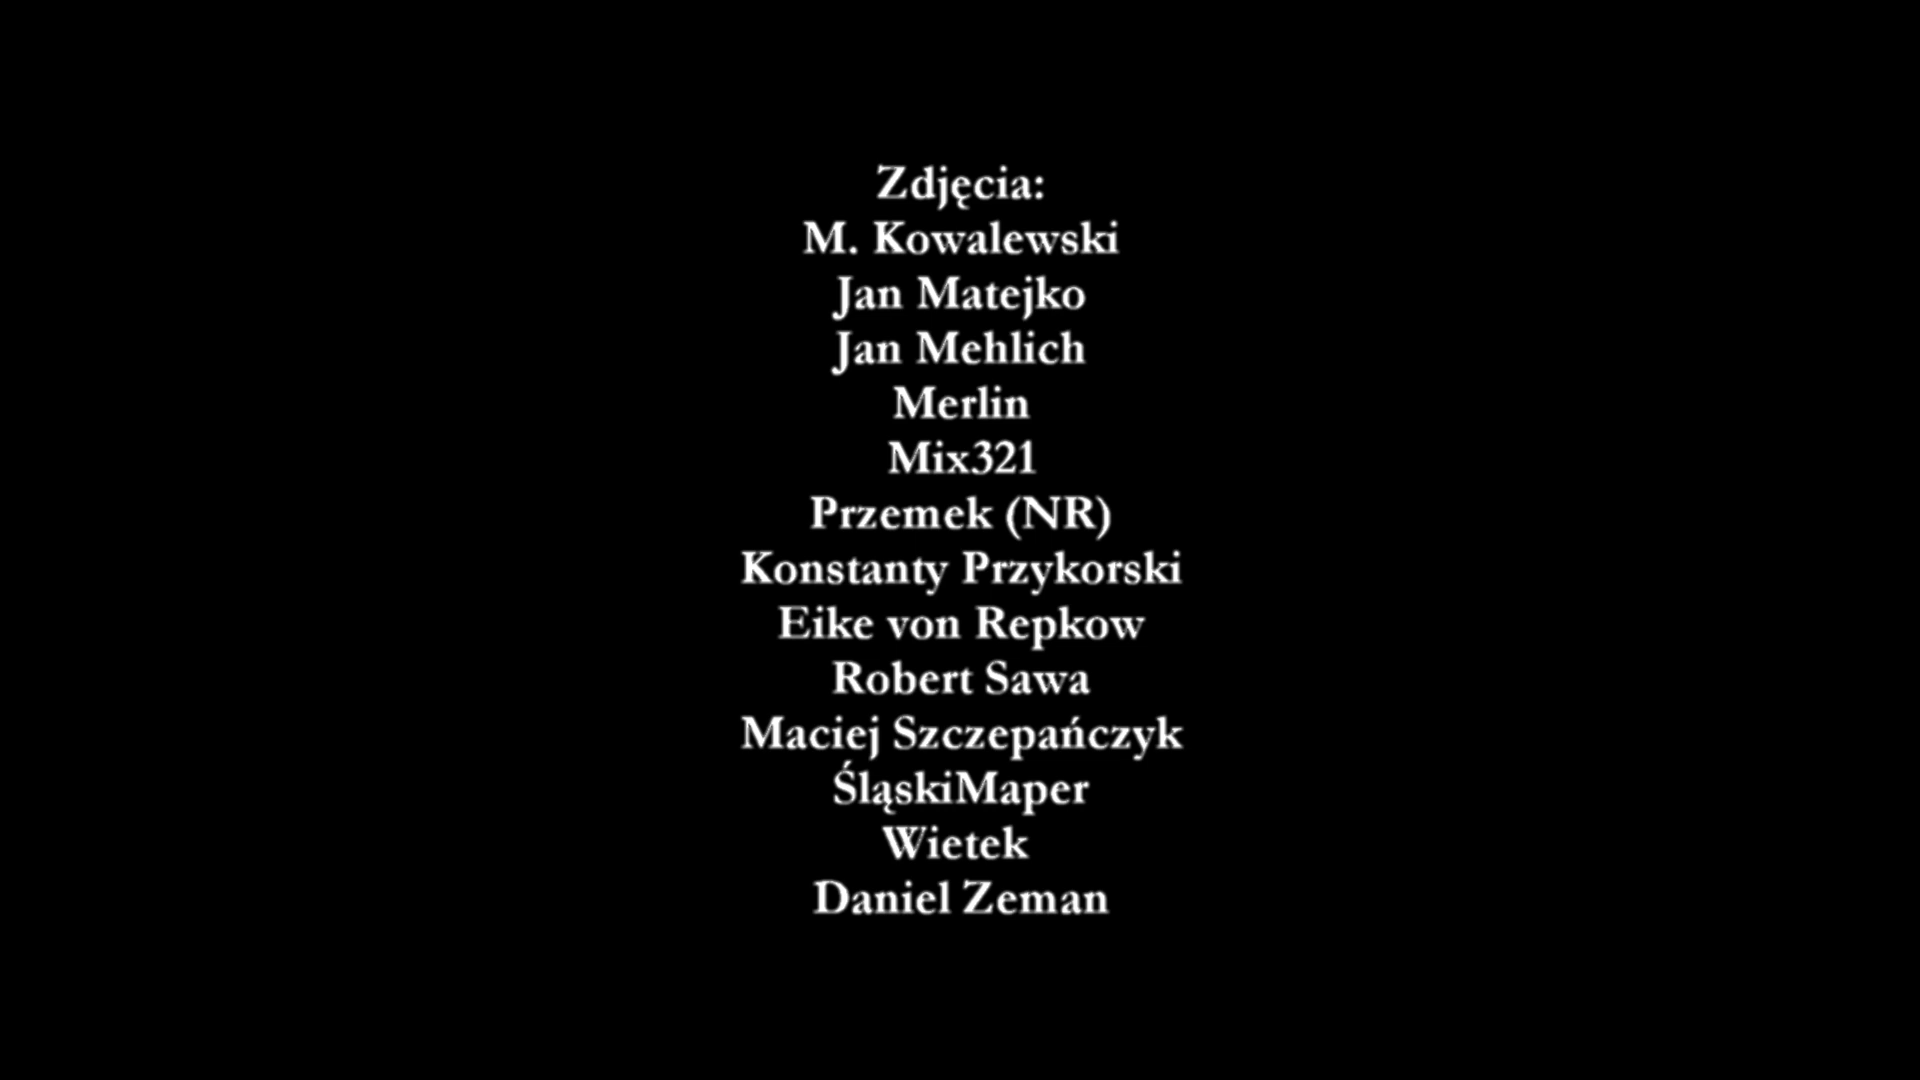 Zdjęcia:
M. Kowalewski
Jan Matejko
Jan Mehlich
Merlin
Mix321
Przemek (NR)
Konstanty Przykorski
Eike von Repkow
Robert Sawa
Maciej Szczepańczyk
ŚląskiMaper
Wietek
Daniel Zeman